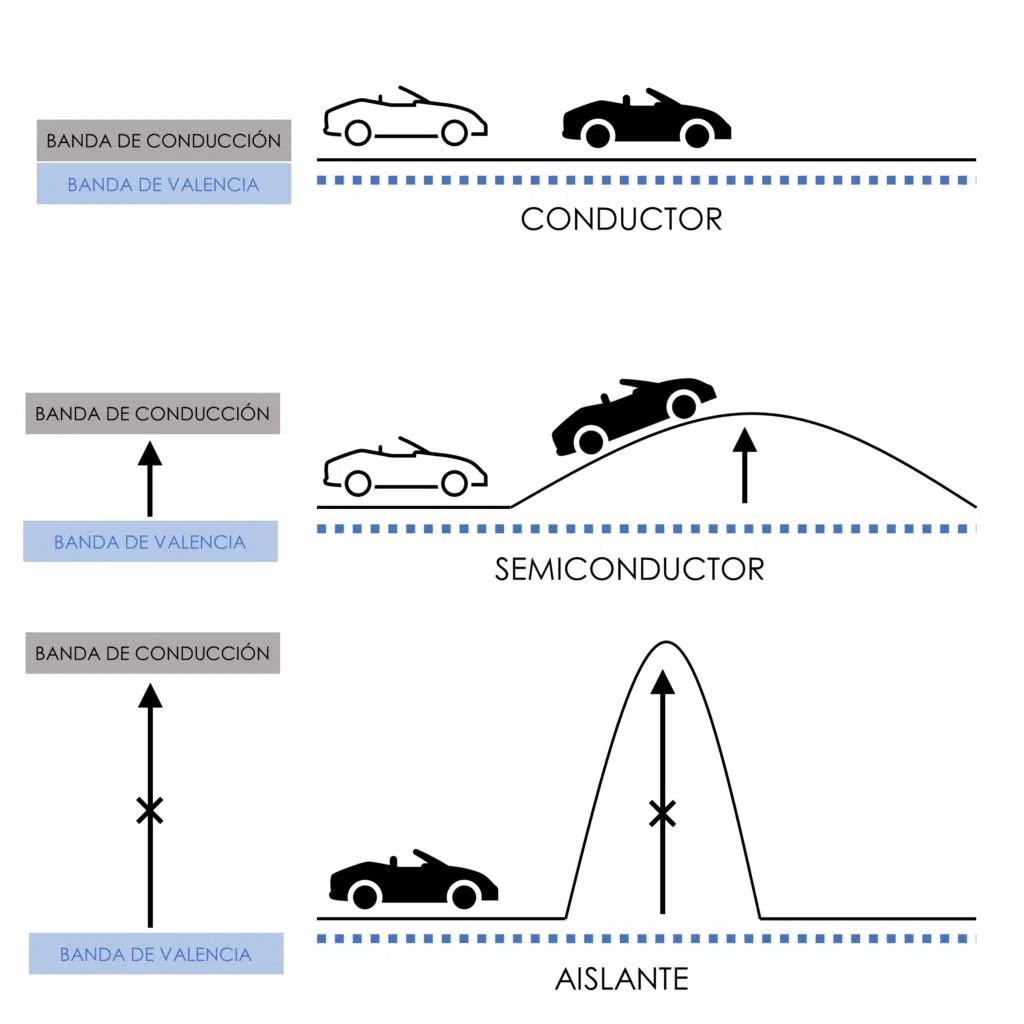 BANDA DE CONDUCCIÓN
BANDA DE VALENCIA
CONDUCTOR
BANDA DE CONDUCCIÓN
BANDA DE VALENCIA
SEMICONDUCTOR
BANDA DE CONDUCCIÓN
BANDA DE VALENCIA
AISLANTE